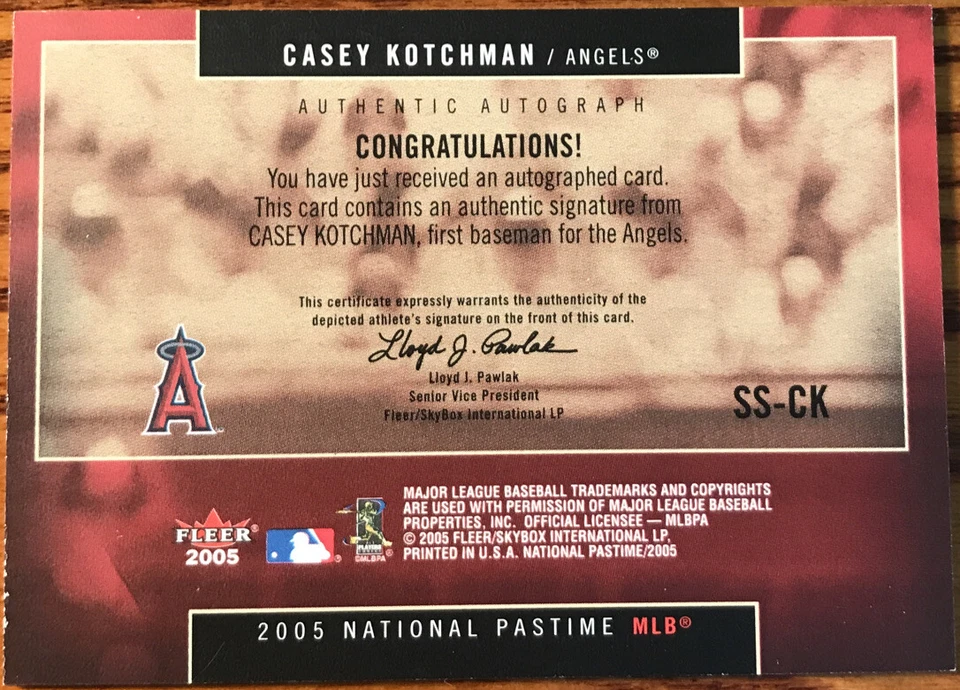 CASEY KOTCHMAN / ANGELS®
AUTHENTIC AUTOGRAPH
CONGRATULATIONS!
You have just received an autographed card.
This card contains an authentic signature from
CASEY KOTCHMAN, first baseman for the Angels.
This certificate expressly warrants the authenticity of the
depicted athlete's signature on the front of this card.
Lloyd J. Pawlak
Lloyd J. Pawlak
Senior Vice President
Fleer/SkyBox International LP
A
SS-CK
MAJOR LEAGUE BASEBALL TRADEMARKS AND COPYRIGHTS
ARE USED WITH PERMISSION OF MAJOR LEAGUE BASEBALL
PROPERTIES, INC. OFFICIAL LICENSEE — MLBPA
© 2005 FLEER/SKYBOX INTERNATIONAL LP,
PRINTED IN U.S.A. NATIONAL PASTIME/2005
FLEER®
2005
©MLBPA
2005 NATIONAL PASTIME MLB®